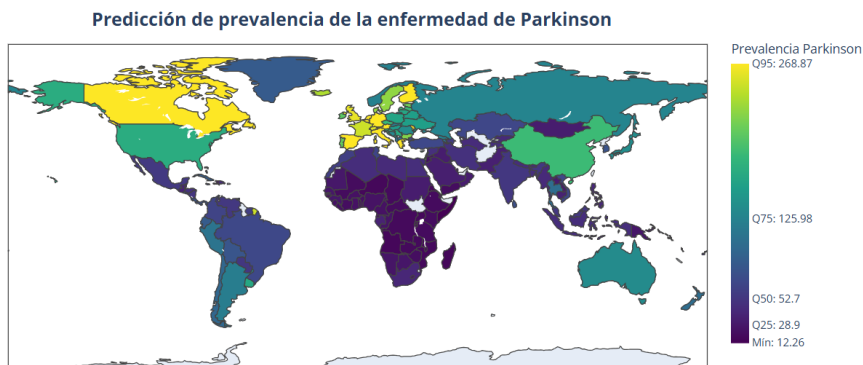 Predicción de prevalencia de la enfermedad de Parkinson
Prevalencia Parkinson
Q95: 268.87
Q75: 125.98
Q50: 52.7
Q25: 28.9
Mín: 12.26